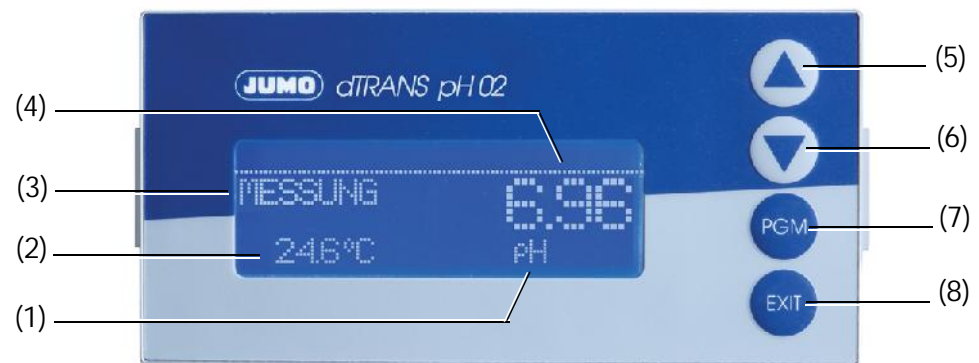 JUMO dTRANS pH 02
(5)
(4)
(6)
(3)
MESSUNG 6.96
(7)
PGM
(2)
24.6°C pH
(8)
EXIT
(1)